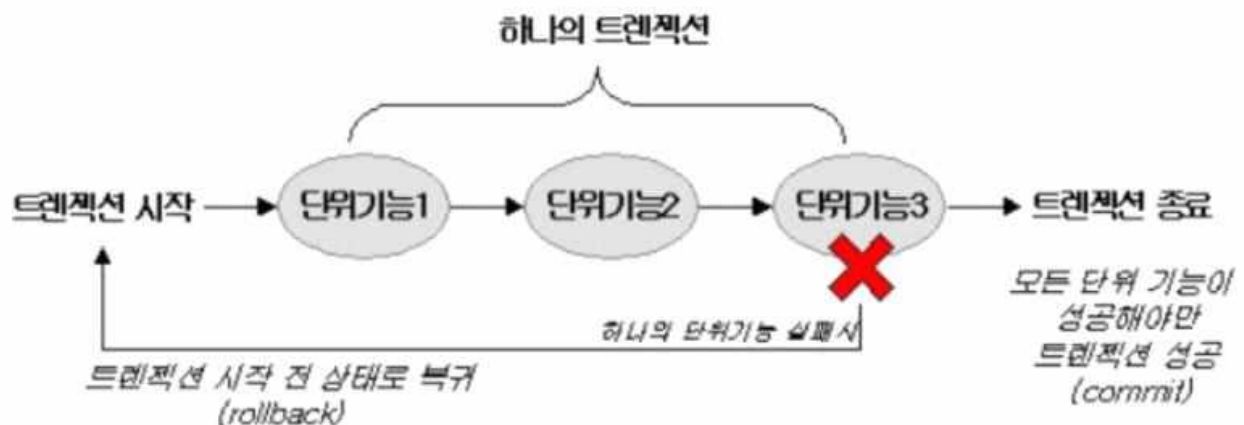 하나의 트렌젝션
트렌젝션 시작
단위기능1
단위기능2
단위기능3
트렌젝션 종료
모든 단위 기능이
성공해야만
트렌젝션 성공
(commit)
하나의 단위기능 실패시
트렌젝션 시작 전 상태로 복귀
(rollback)